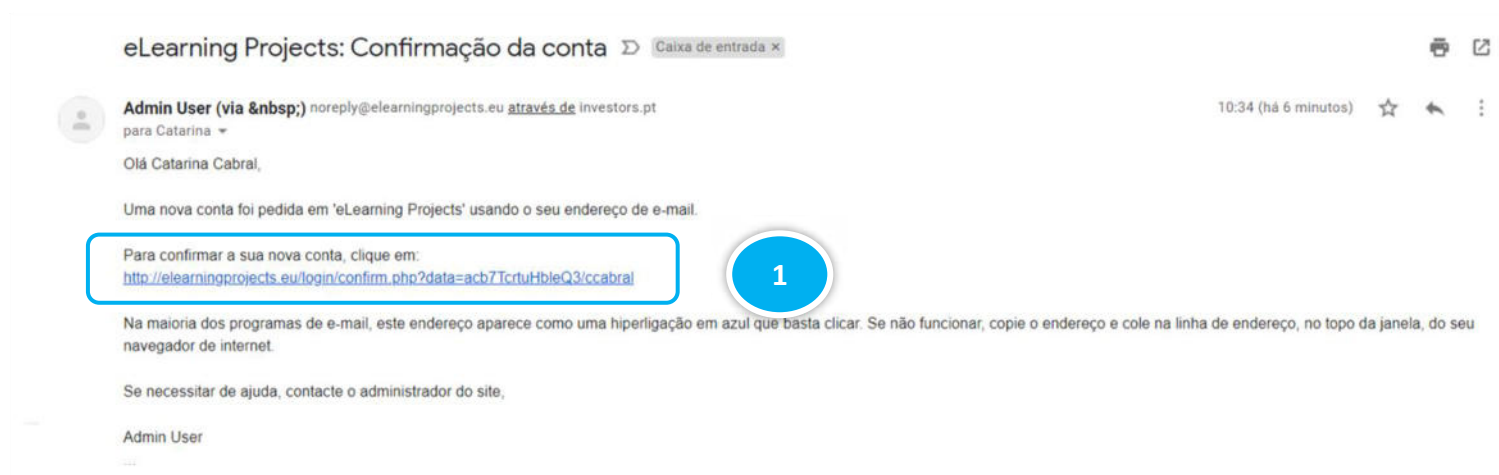 eLearning Projects: Confirmação da conta Caixa de entrada ×
Admin User (via &nbsp;) noreply@elearningprojects.eu através de investors.pt 10:34 (há 6 minutos)
para Catarina
Olá Catarina Cabral,
Uma nova conta foi pedida em 'eLearning Projects' usando o seu endereço de e-mail.
Para confirmar a sua nova conta, clique em:
http://elearningprojects.eu/login/confirm.php?data=acb7TcrtuHbleQ3/ccabral
1
Na maioria dos programas de e-mail, este endereço aparece como uma hiperligação em azul que basta clicar. Se não funcionar, copie o endereço e cole na linha de endereço, no topo da janela, do seu
navegador de internet.
Se necessitar de ajuda, contacte o administrador do site,
Admin User
...